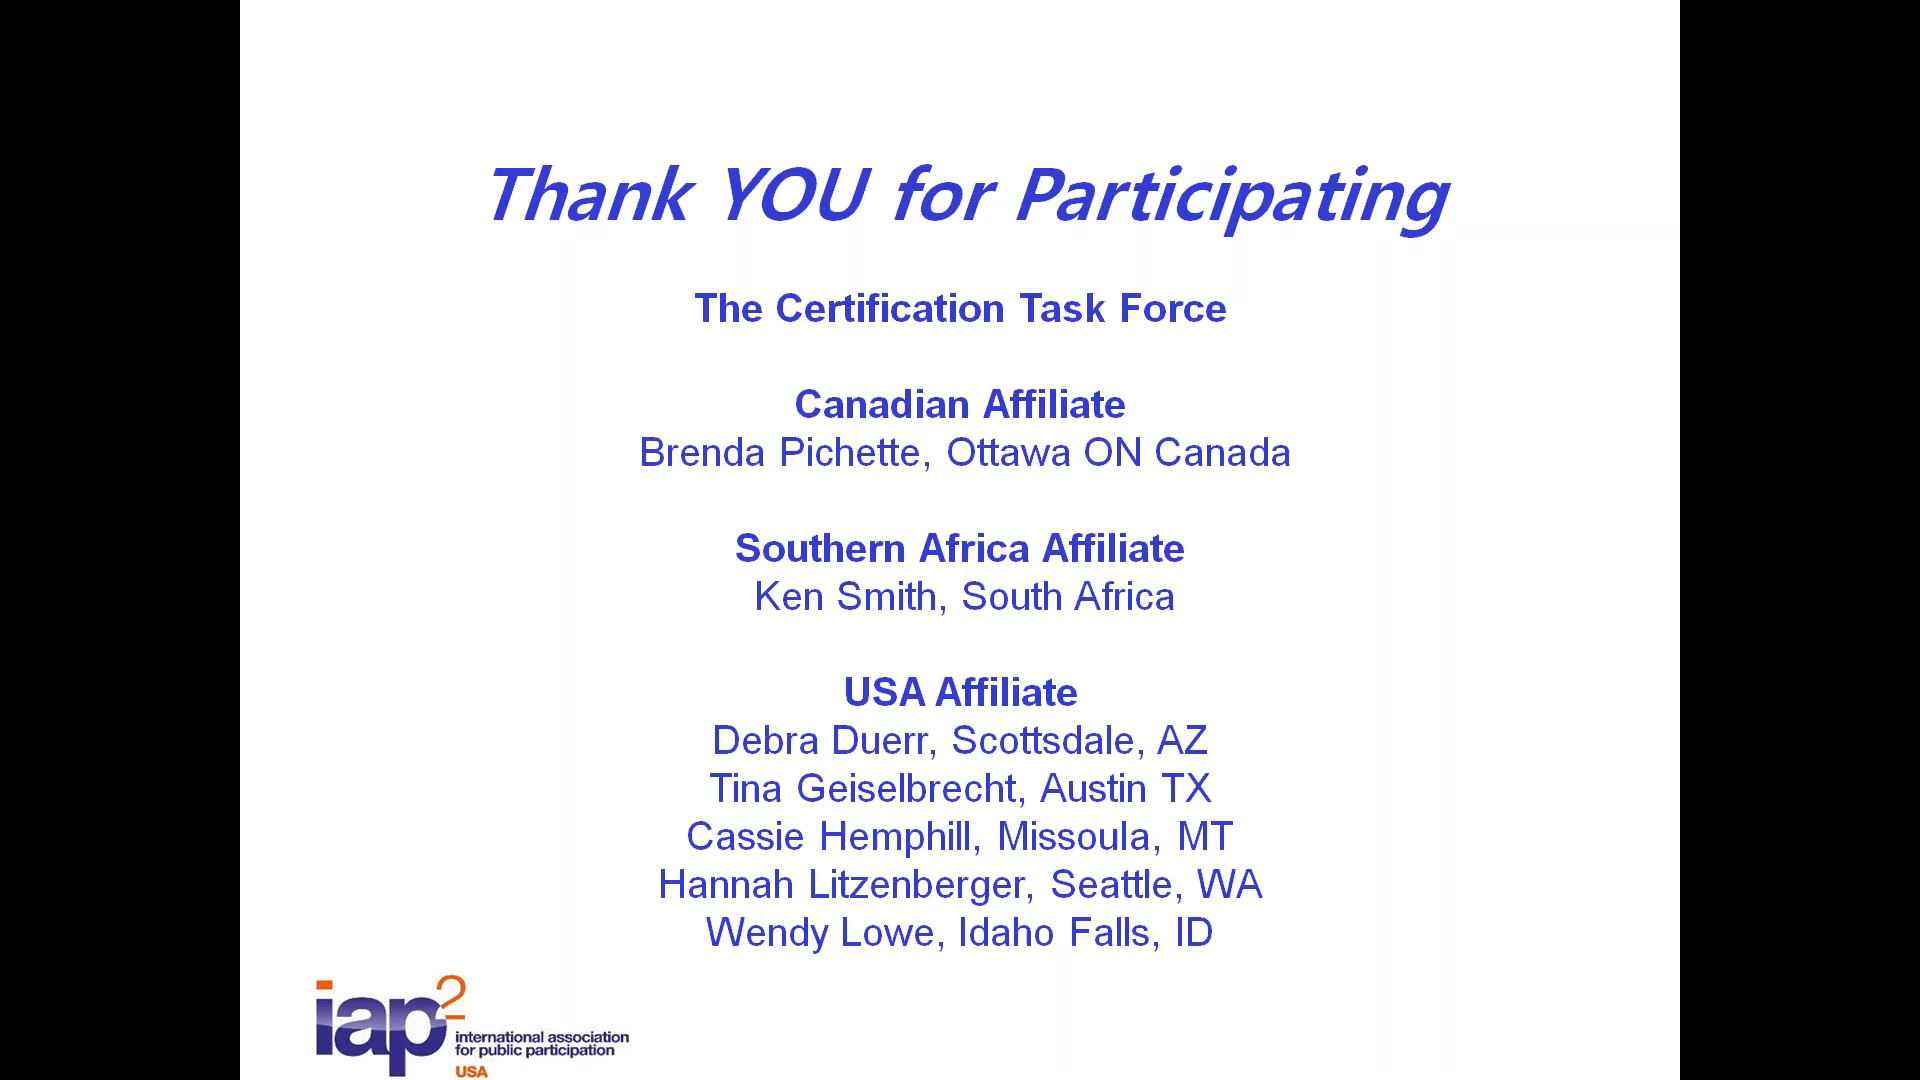 Thank YOU for Participating
The Certification Task Force
Canadian Affiliate
Brenda Pichette, Ottawa ON Canada
Southern Africa Affiliate
Ken Smith, South Africa
USA Affiliate
Debra Duerr, Scottsdale, AZ
Tina Geiselbrecht, Austin TX
Cassie Hemphill, Missoula, MT
Hannah Litzenberger, Seattle, WA
Wendy Lowe, Idaho Falls, ID
iap2
international association
for public participation
USA